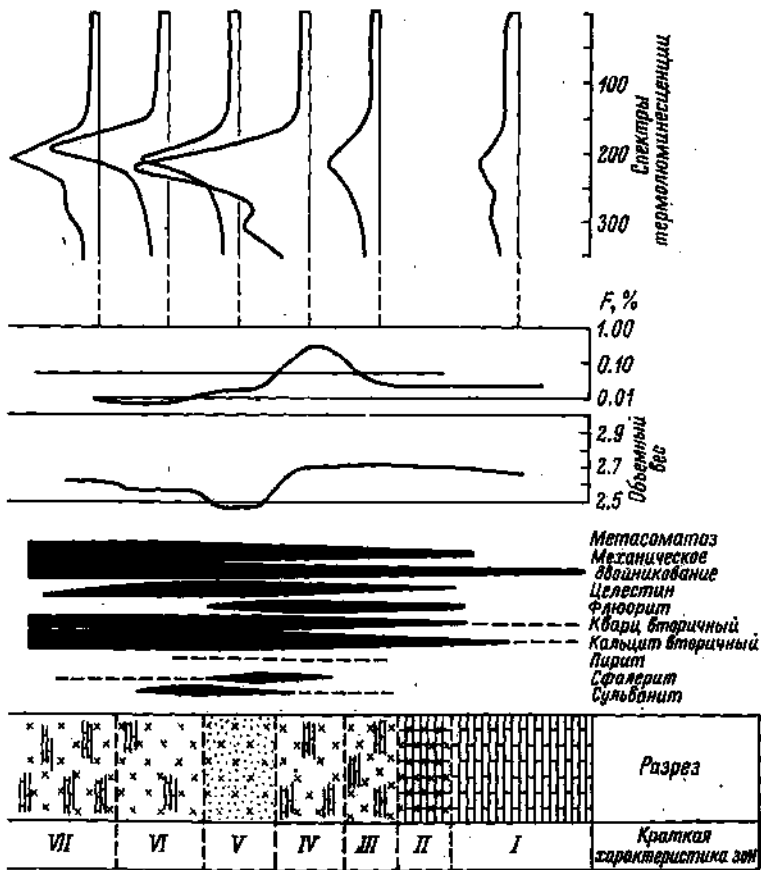 100
200
300
Спектры
термолюминесценции
F, %
1.00
0.10
0.01
2.9
2.7
2.5
Объемный
вес
Метасоматоз
Механическое
двойникование
Целестин
Флюорит
Кварц вторичный
Кальцит вторичный
Пирит
Сфалерит
Сульванит
Разрез
VII VI V IV III II I
Краткая
характеристика зон